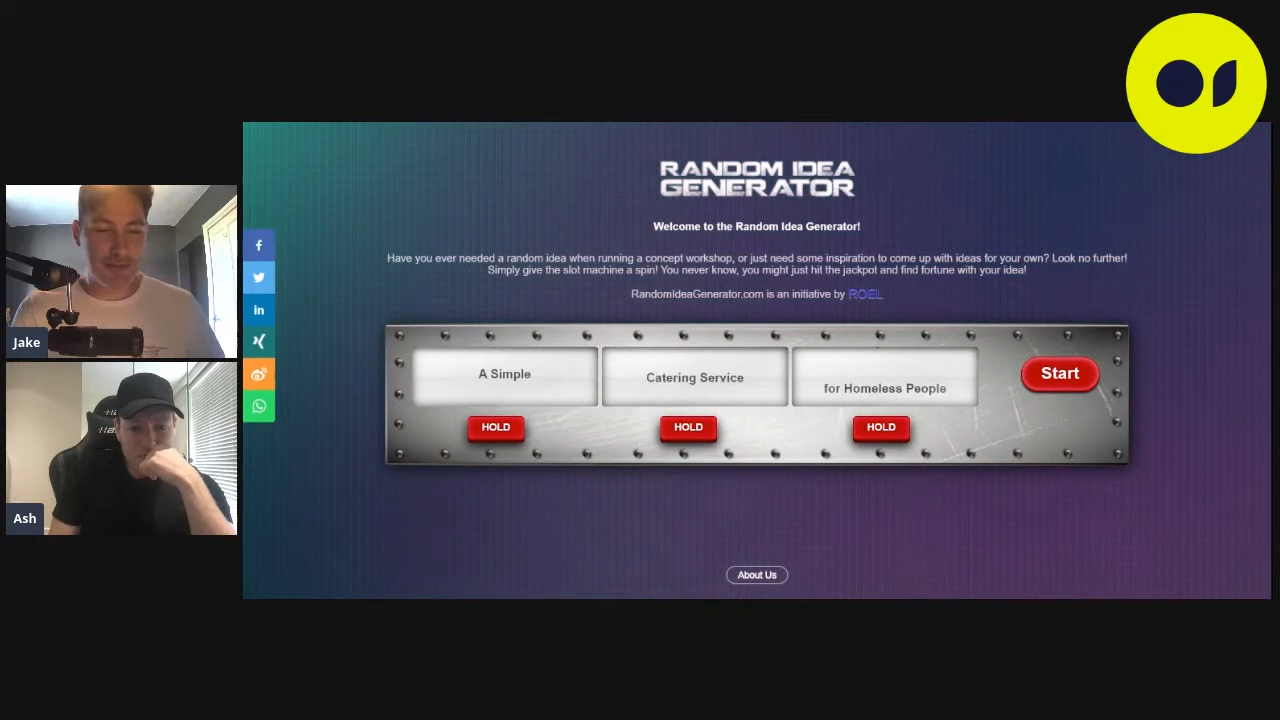 RANDOM IDEA
GENERATOR
Welcome to the Random Idea Generator!
Have you ever needed a random idea when running a concept workshop, or just need some inspiration to come up with ideas for your own? Look no further!
Simply give the slot machine a spin! You never know, you might just hit the jackpot and find fortune with your idea!
RandomIdeaGenerator.com is an initiative by ROEL
A Simple
Catering Service
for Homeless People
Start
HOLD
HOLD
HOLD
About Us
Jake
Ash